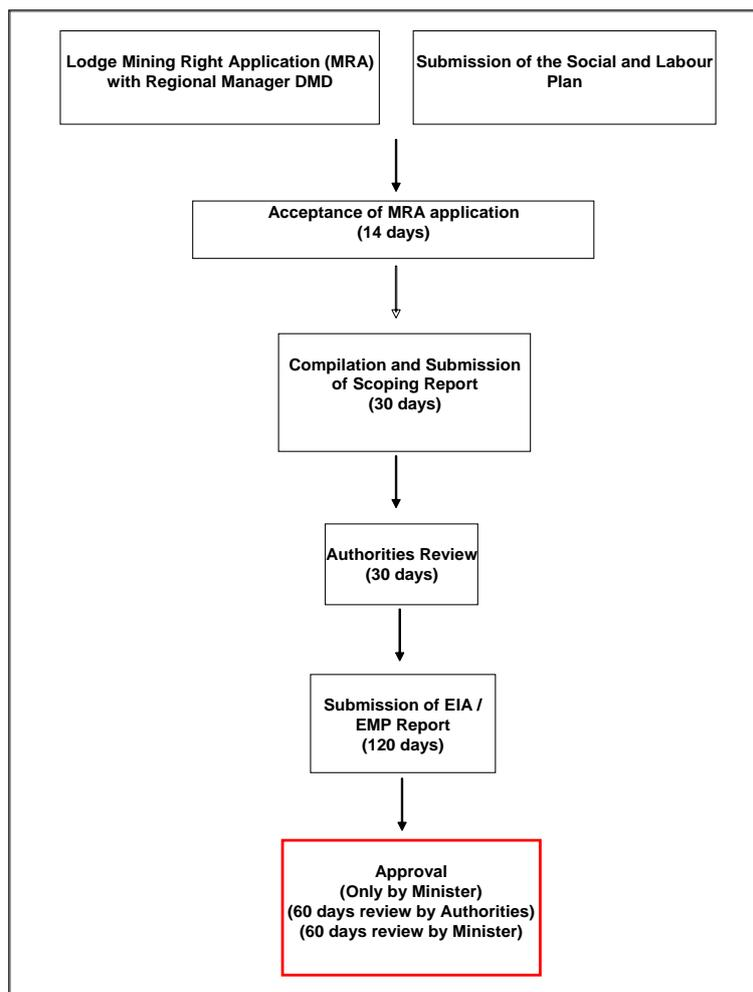 Lodge Mining Right Application (MRA)
with Regional Manager DMD
Submission of the Social and Labour
Plan
Acceptance of MRA application
(14 days)
Compilation and Submission
of Scoping Report
(30 days)
Authorities Review
(30 days)
Submission of EIA /
EMP Report
(120 days)
Approval
(Only by Minister)
(60 days review by Authorities)
(60 days review by Minister)